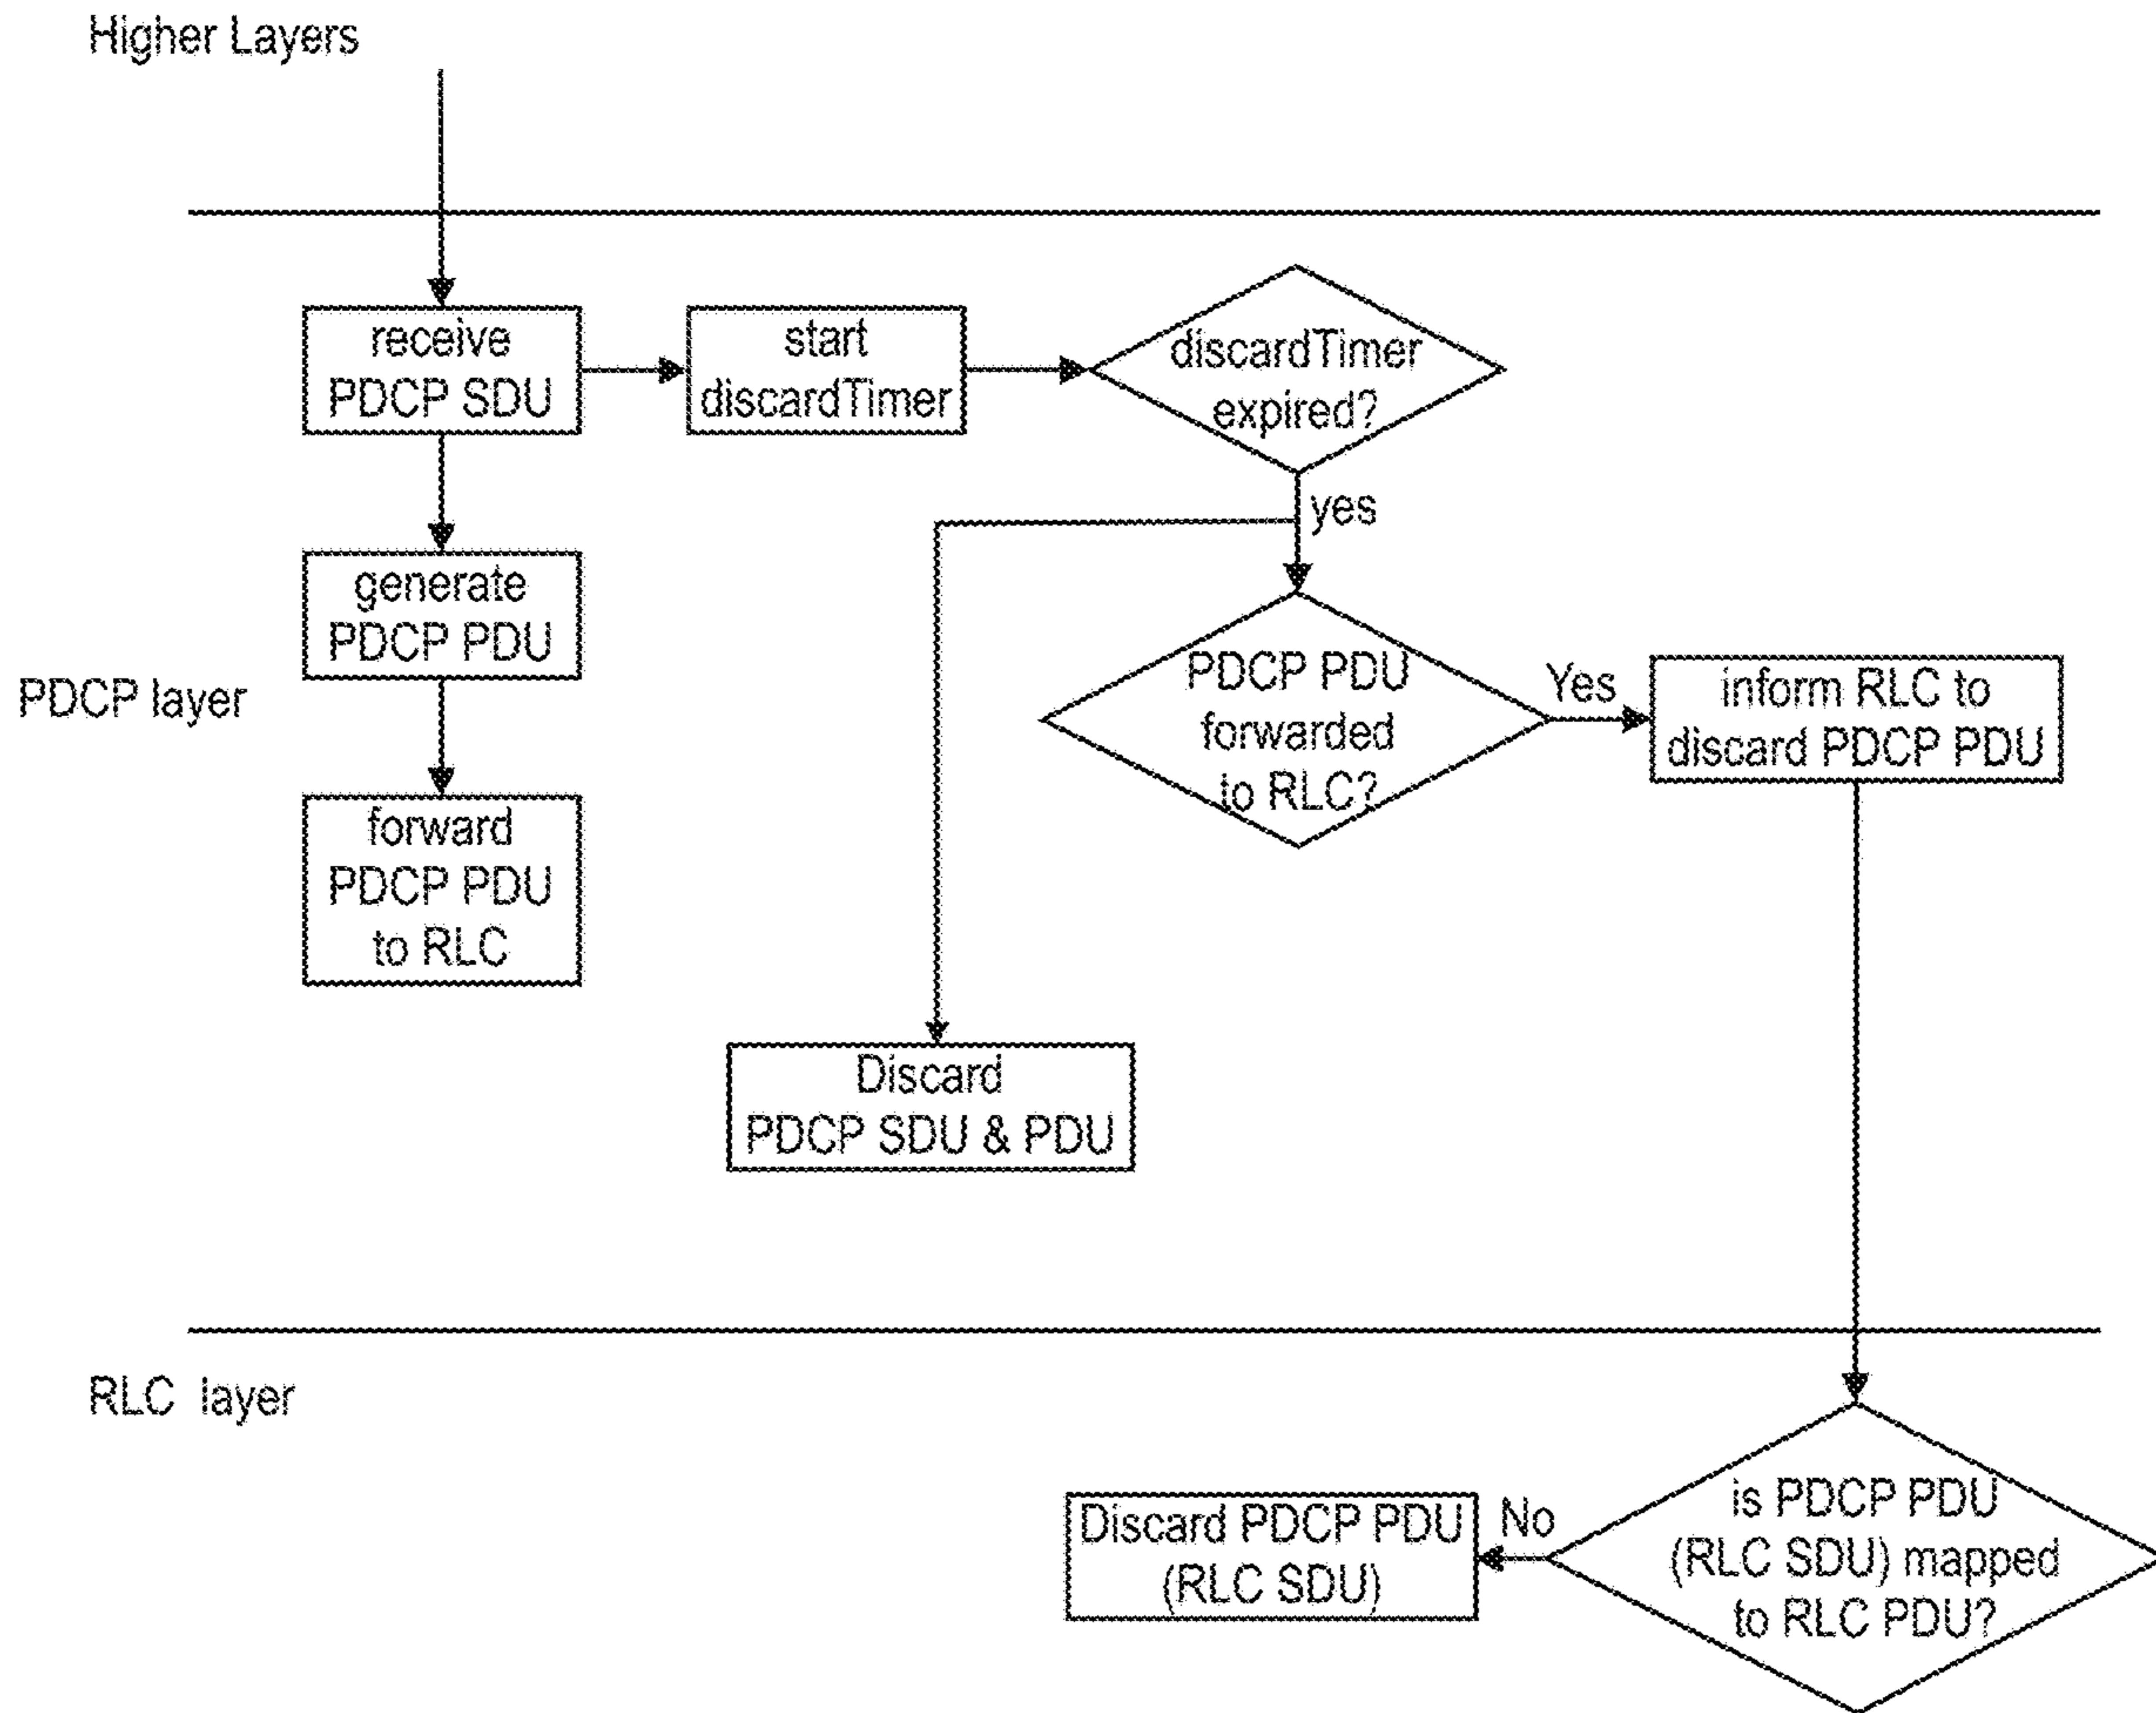 Higher Layers
receive
PDCP SDU
start
discardTimer
discardTimer
expired?
yes
generate
PDCP PDU
PDCP layer
PDCP PDU
forwarded
to RLC?
Yes
inform RLC to
discard PDCP PDU
forward
PDCP PDU
to RLC
Discard
PDCP SDU & PDU
RLC layer
Discard PDCP PDU
(RLC SDU)
No
is PDCP PDU
(RLC SDU) mapped
to RLC PDU?